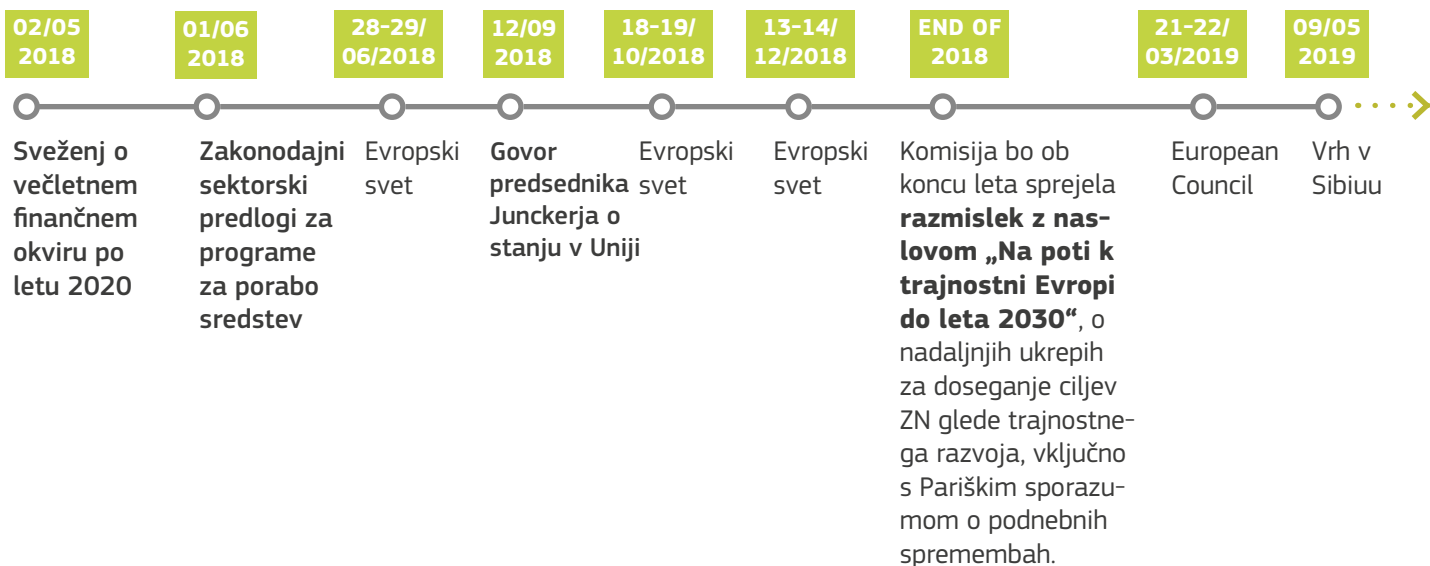 02/05
2018
Sveženj o
večletnem
finančnem
okviru po
letu 2020
01/06
2018
Zakonodajni
sektorski
predlogi za
programe
za porabo
sredstev
28-29/
06/2018
Evropski
svet
12/09
2018
Govor
predsednika
Junckerja o
stanju v Uniji
18-19/
10/2018
Evropski
svet
13-14/
12/2018
Evropski
svet
END OF
2018
Komisija bo ob
koncu leta sprejela
razmislek z nas-
lovom „Na poti k
trajnostni Evropi
do leta 2030“, o
nadaljnjih ukrepih
za doseganje ciljev
ZN glede trajnostne-
ga razvoja, vključno
s Pariškim sporazu-
mom o podnebnih
spremembah.
21-22/
03/2019
European
Council
09/05
2019
Vrh v
Sibiuu